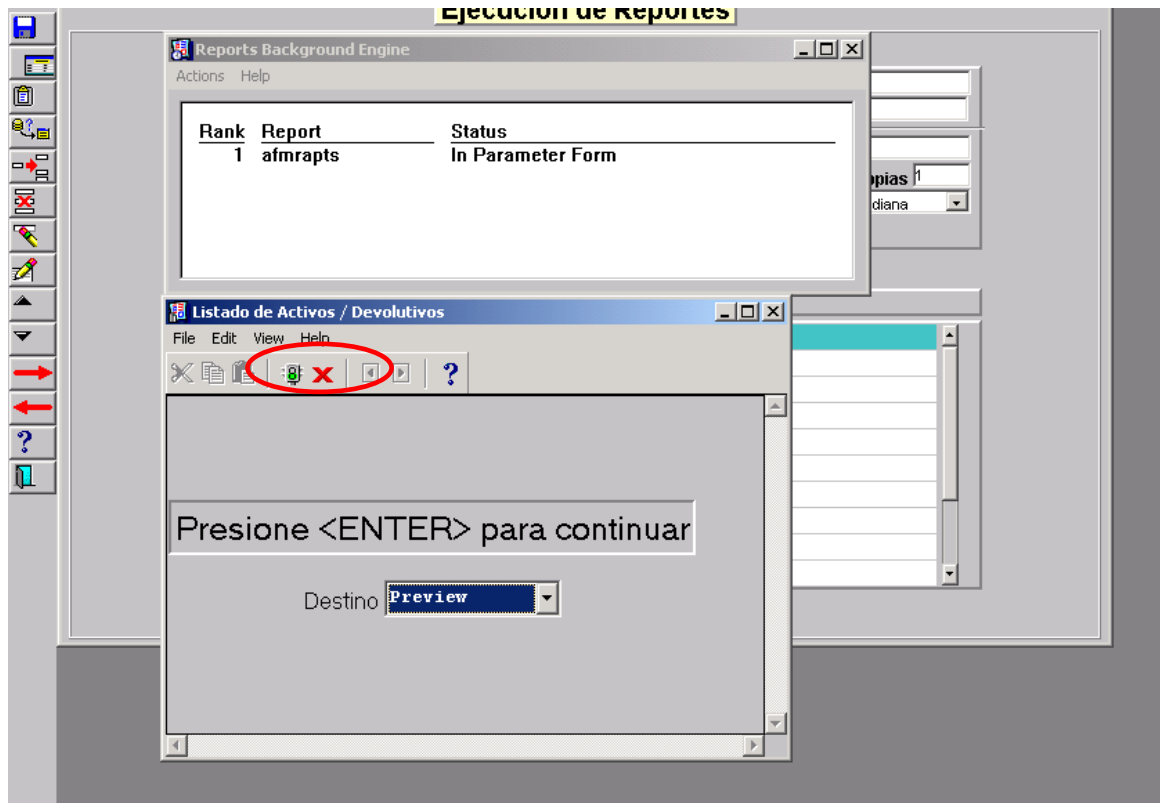 Ejecución de Reportes
Reports Background Engine
Actions Help
Rank Report Status
1 afmrapts In Parameter Form
opias 1
diana
Listado de Activos / Devolutivos
File Edit View Help
Presione <ENTER> para continuar
Destino Preview